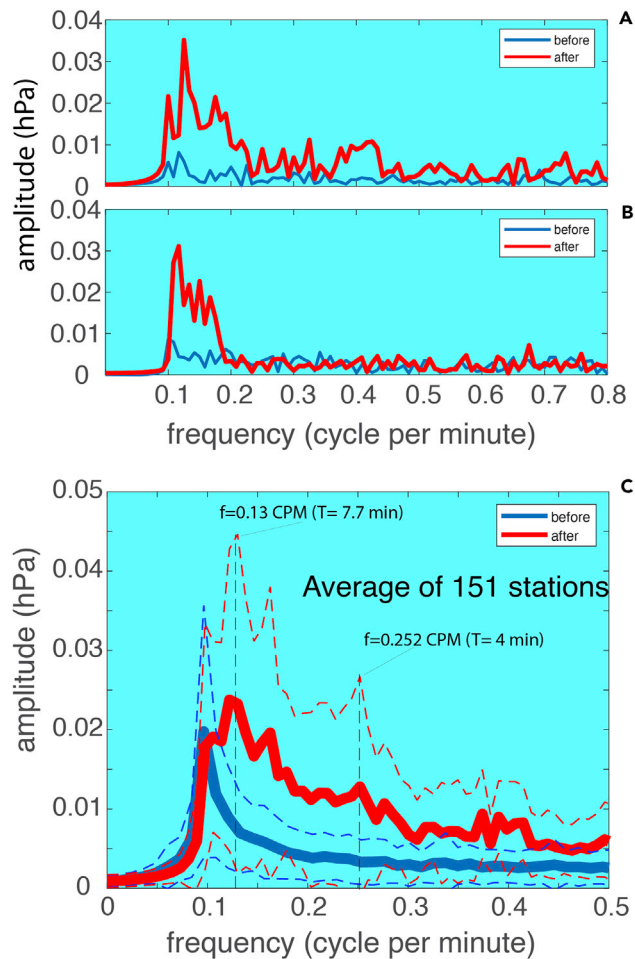 A
0.04
0.03
0.02
0.01
0
before
after
B
0.04
0.03
0.02
0.01
0
before
after
amplitude (hPa)
0.1 0.2 0.3 0.4 0.5 0.6 0.7 0.8
frequency (cycle per minute)
C
0.05
0.04
0.03
0.02
0.01
0
amplitude (hPa)
f=0.13 CPM (T= 7.7 min)
before
after
Average of 151 stations
f=0.252 CPM (T= 4 min)
0 0.1 0.2 0.3 0.4 0.5
frequency (cycle per minute)